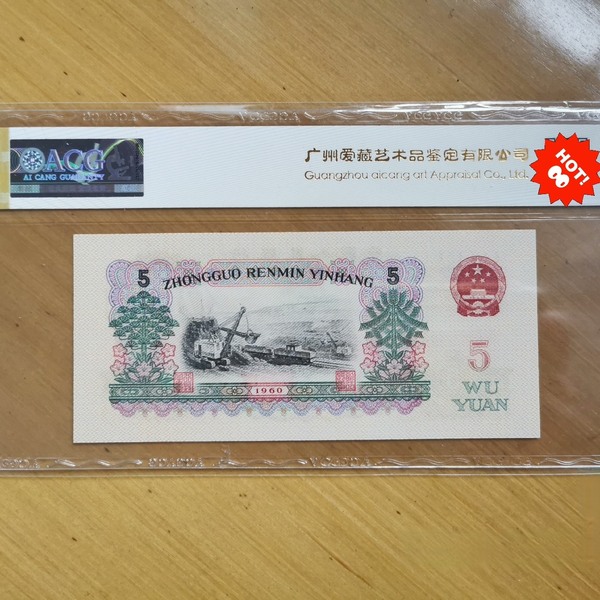 ACG
AI CANG GUARANTY
广州爱藏艺术品鉴定有限公司
Guangzhou aicang art Appraisal Co., Ltd.
HOT!
5 ZHONGGUO RENMIN YINHANG 5
5
WU
YUAN
1960